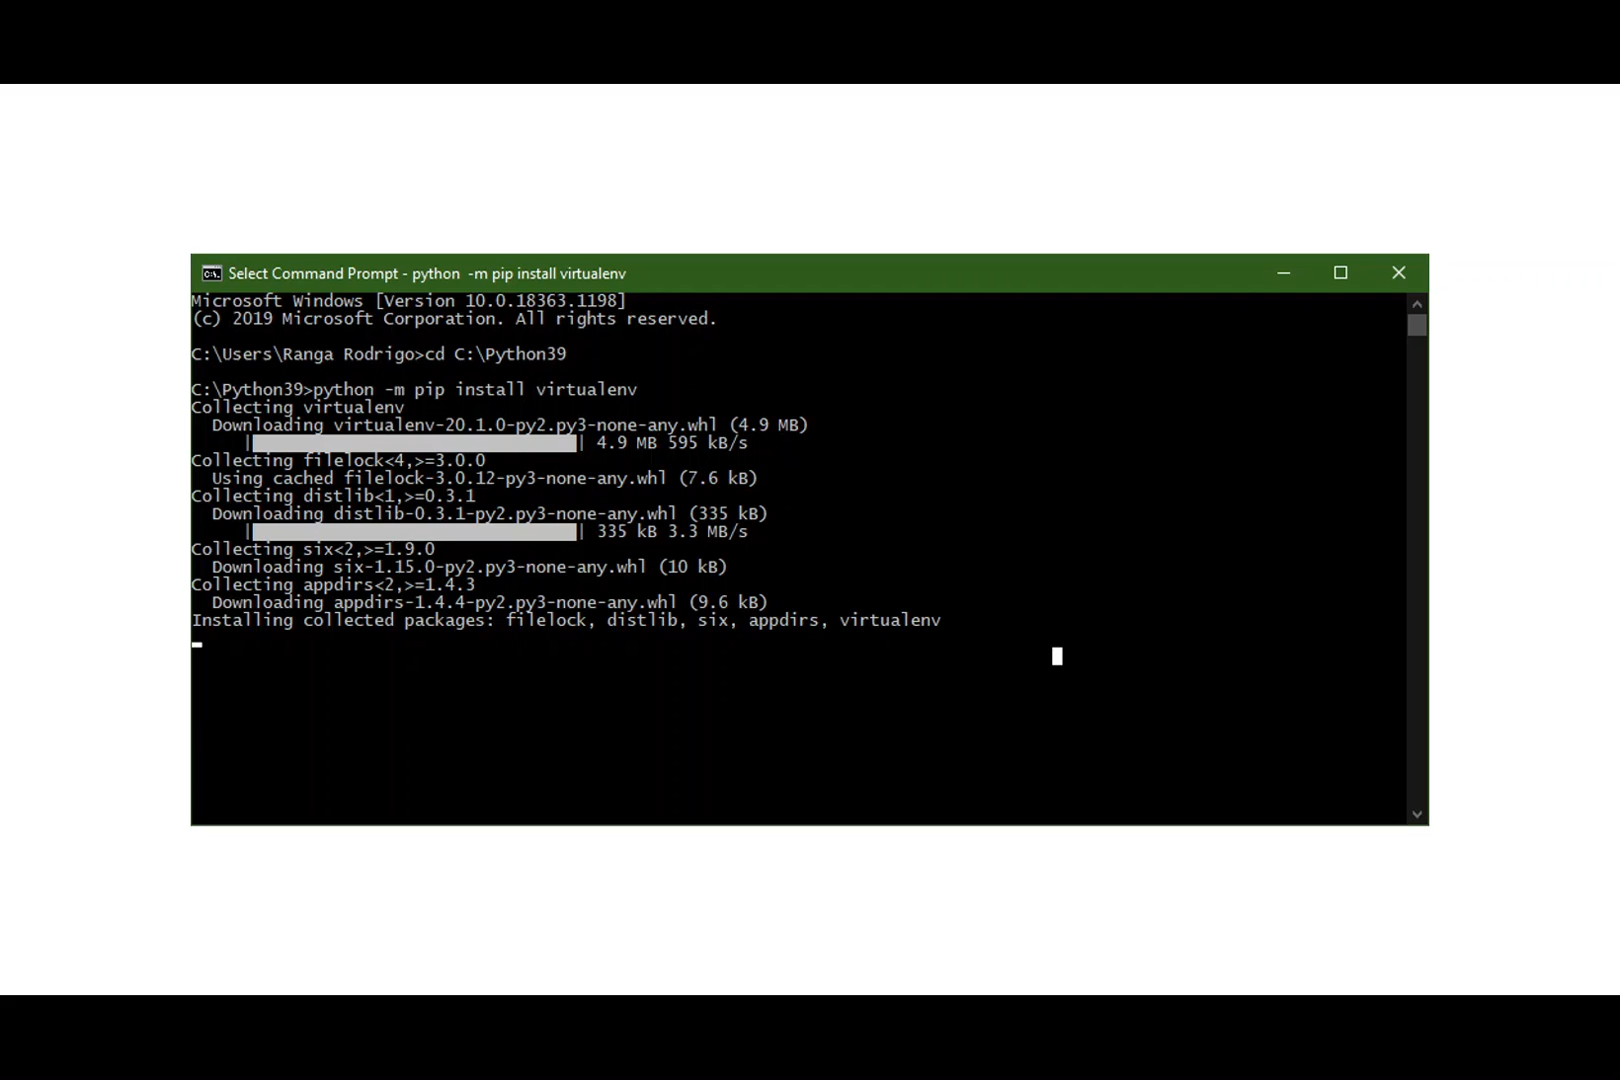 Select Command Prompt - python  -m pip install virtualenv
Microsoft Windows [Version 10.0.18363.1198]
(c) 2019 Microsoft Corporation. All rights reserved.
C:\Users\Ranga Rodrigo>cd C:\Python39
C:\Python39>python -m pip install virtualenv
Collecting virtualenv
  Downloading virtualenv-20.1.0-py2.py3-none-any.whl (4.9 MB)
     |████████████████████████████████| 4.9 MB 595 kB/s
Collecting filelock<4,>=3.0.0
  Using cached filelock-3.0.12-py3-none-any.whl (7.6 kB)
Collecting distlib<1,>=0.3.1
  Downloading distlib-0.3.1-py2.py3-none-any.whl (335 kB)
     |████████████████████████████████| 335 kB 3.3 MB/s
Collecting six<2,>=1.9.0
  Downloading six-1.15.0-py2.py3-none-any.whl (10 kB)
Collecting appdirs<2,>=1.4.3
  Downloading appdirs-1.4.4-py2.py3-none-any.whl (9.6 kB)
Installing collected packages: filelock, distlib, six, appdirs, virtualenv